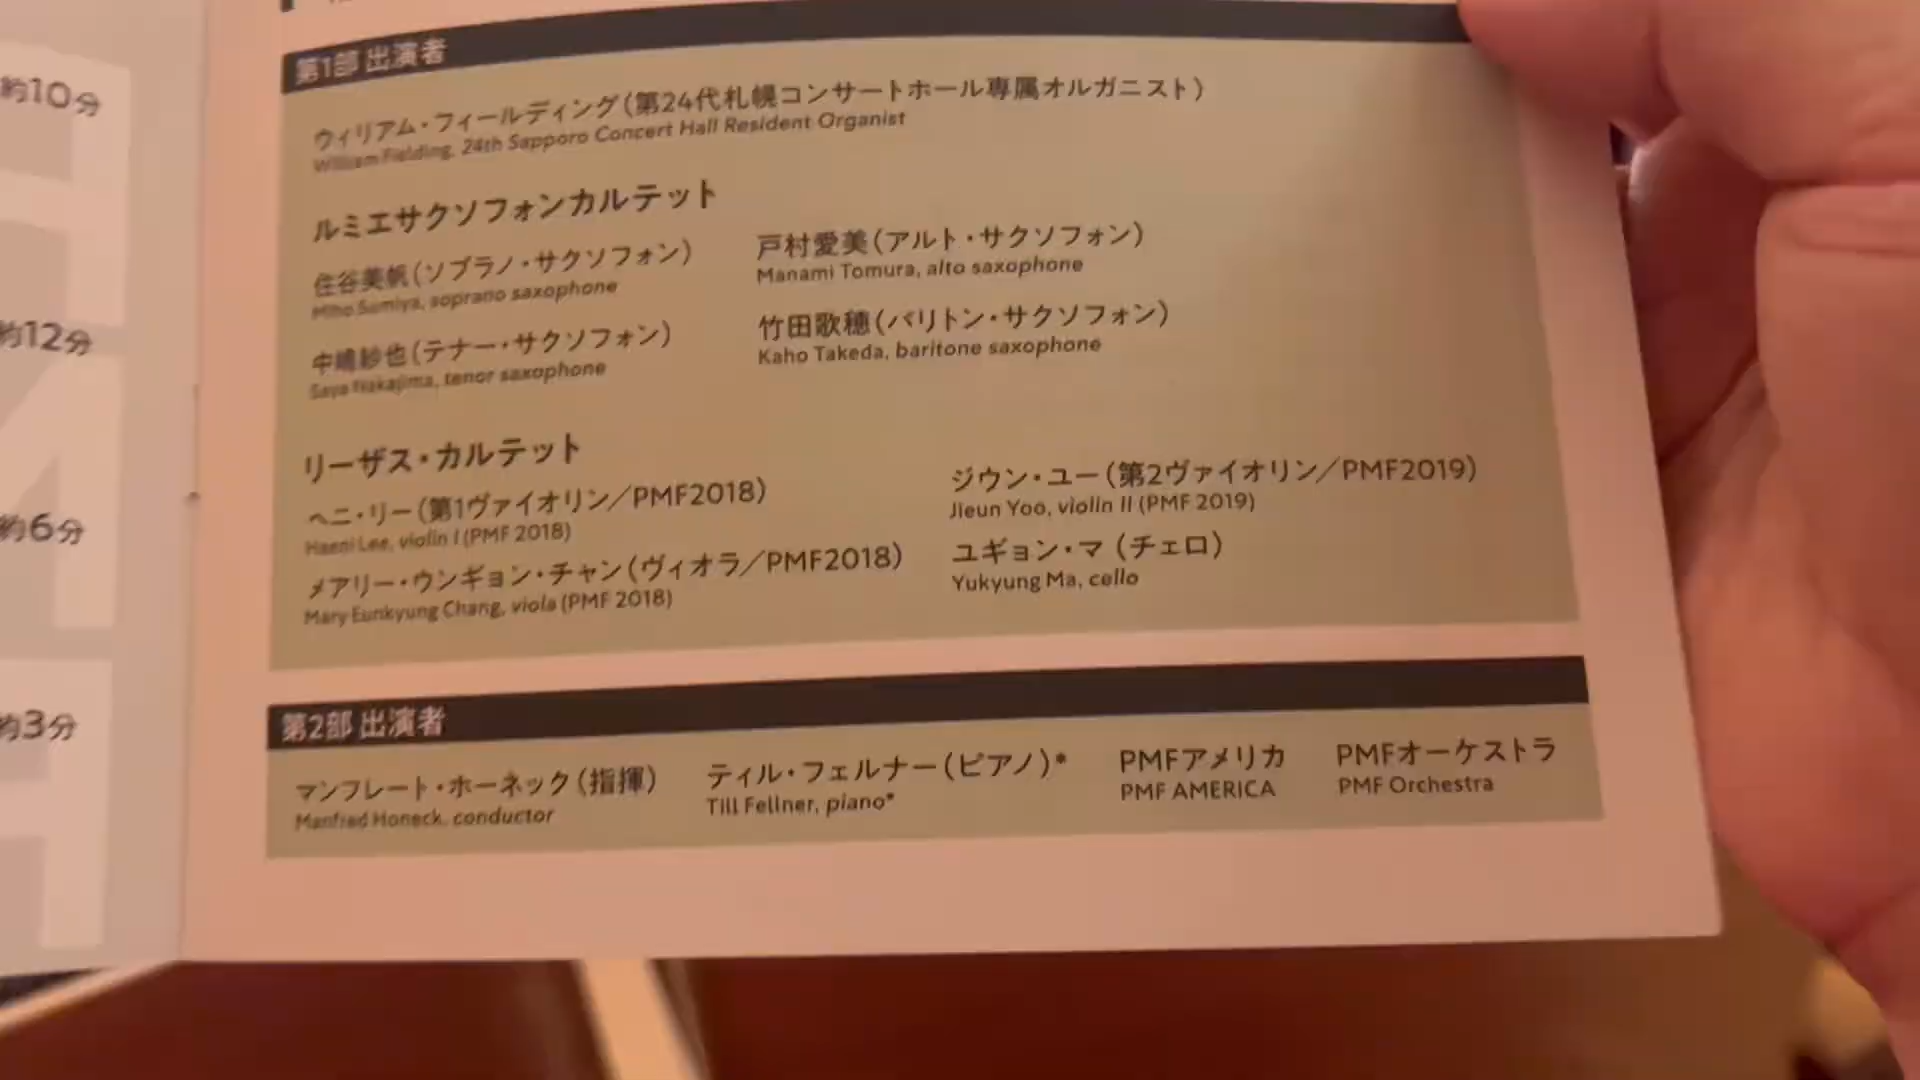 約10分
約12分
約6分
約3分
第1部 出演者
ウィリアム・フィールディング(第24代札幌コンサートホール専属オルガニスト)
William Fielding, 24th Sapporo Concert Hall Resident Organist
ルミエサクソフォンカルテット
住谷美帆(ソプラノ・サクソフォン)
Miho Sumiya, soprano saxophone
戸村愛美(アルト・サクソフォン)
Manami Tomura, alto saxophone
中嶋紗也(テナー・サクソフォン)
Saya Nakajima, tenor saxophone
竹田歌穂(バリトン・サクソフォン)
Kaho Takeda, baritone saxophone
リーザス・カルテット
ヘニ・リー(第1ヴァイオリン/PMF2018)
Haeni Lee, violin I (PMF 2018)
ジウン・ユー(第2ヴァイオリン/PMF2019)
Jieun Yoo, violin II (PMF 2019)
メアリー・ウンギョン・チャン(ヴィオラ/PMF2018)
Mary Eunkyung Chang, viola (PMF 2018)
ユギョン・マ(チェロ)
Yukyung Ma, cello
第2部 出演者
マンフレート・ホーネック(指揮)
Manfred Honeck, conductor
ティル・フェルナー(ピアノ)*
Till Fellner, piano*
PMFアメリカ
PMF AMERICA
PMFオーケストラ
PMF Orchestra